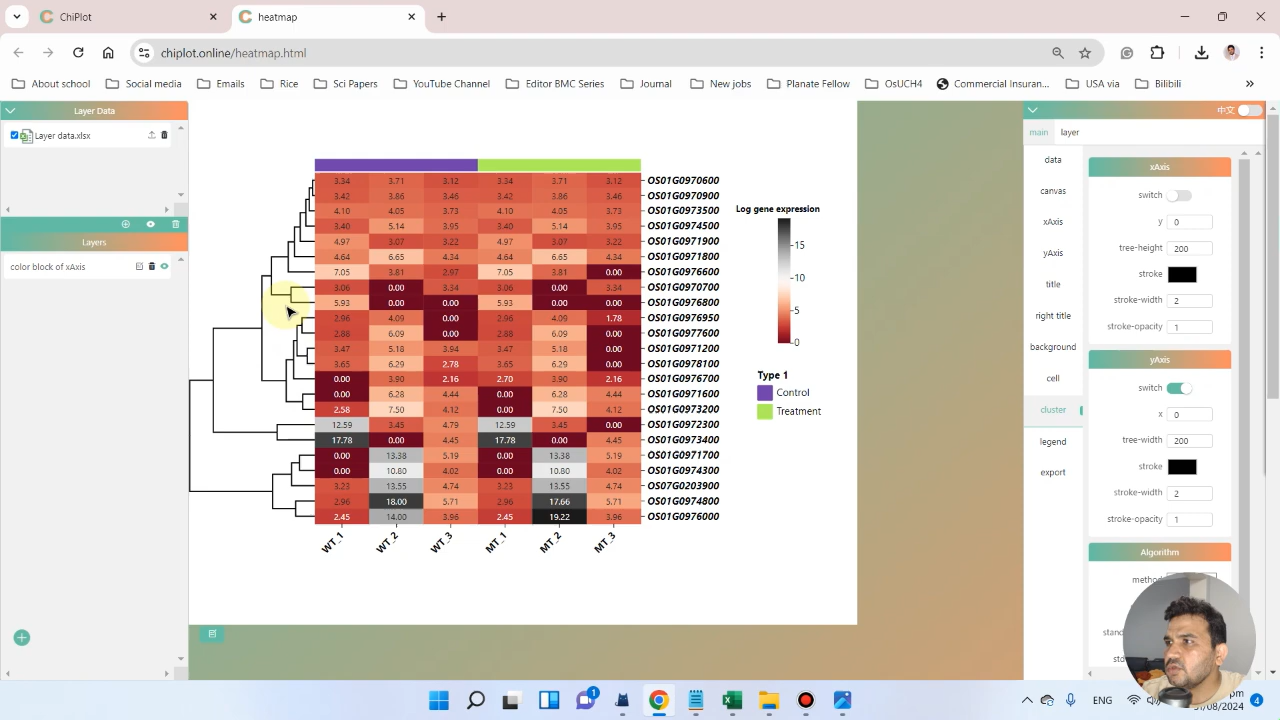 ChiPlot
heatmap
chiplot.online/heatmap.html
About school
Social media
Emails
Rice
Sci Papers
YouTube Channel
Editor BMC Series
Journal
New jobs
Planate Fellow
OsUCH4
Commercial Insuran...
USA via
Bilibili
Layer Data
Layer data.xlsx
Layers
color block of xAxis
3.34 3.71 3.12 3.34 3.71 3.12 OS01G0970600
3.42 3.86 3.46 3.42 3.86 3.46 OS01G0970900
4.10 4.05 3.73 4.10 4.05 3.73 OS01G0973500
3.40 5.14 3.95 3.40 5.14 3.95 OS01G0974500
4.97 3.07 3.22 4.97 3.07 3.22 OS01G0971900
4.64 6.65 4.34 4.64 6.65 4.34 OS01G0971800
7.05 3.81 2.97 7.05 3.81 0.00 OS01G0976600
3.06 0.00 3.34 3.06 0.00 3.34 OS01G0970700
5.93 0.00 0.00 5.93 0.00 0.00 OS01G0976800
2.96 4.09 0.00 2.96 4.09 1.78 OS01G0976950
2.88 6.09 0.00 2.88 6.09 0.00 OS01G0977600
3.47 5.18 3.94 3.47 5.18 0.00 OS01G0971200
3.65 6.29 2.78 3.65 6.29 0.00 OS01G0978100
0.00 3.90 2.16 2.70 3.90 2.16 OS01G0976700
0.00 6.28 4.44 0.00 6.28 4.44 OS01G0971600
2.58 7.50 4.12 0.00 7.50 4.12 OS01G0973200
12.59 3.45 4.79 12.59 3.45 0.00 OS01G0972300
17.78 0.00 4.45 17.78 0.00 4.45 OS01G0973400
0.00 13.38 5.19 0.00 13.38 5.19 OS01G0971700
0.00 10.80 4.02 0.00 10.80 4.02 OS01G0974300
3.23 13.55 4.74 3.23 13.55 4.74 OS07G0203900
2.96 18.00 5.71 2.96 17.66 5.71 OS01G0974800
2.45 14.00 3.96 2.45 19.22 3.96 OS01G0976000
WT_1 WT_2 WT_3 MT_1 MT_2 MT_3
Log gene expression
15
10
5
0
Type 1
Control
Treatment
中文
main layer
data
canvas
xAxis
yAxis
title
right title
background
cell
cluster
legend
export
xAxis
switch
y 0
tree-height 200
stroke
stroke-width 2
stroke-opacity 1
yAxis
switch
x 0
tree-width 200
stroke
stroke-width 2
stroke-opacity 1
Algorithm
method
1
ENG
4